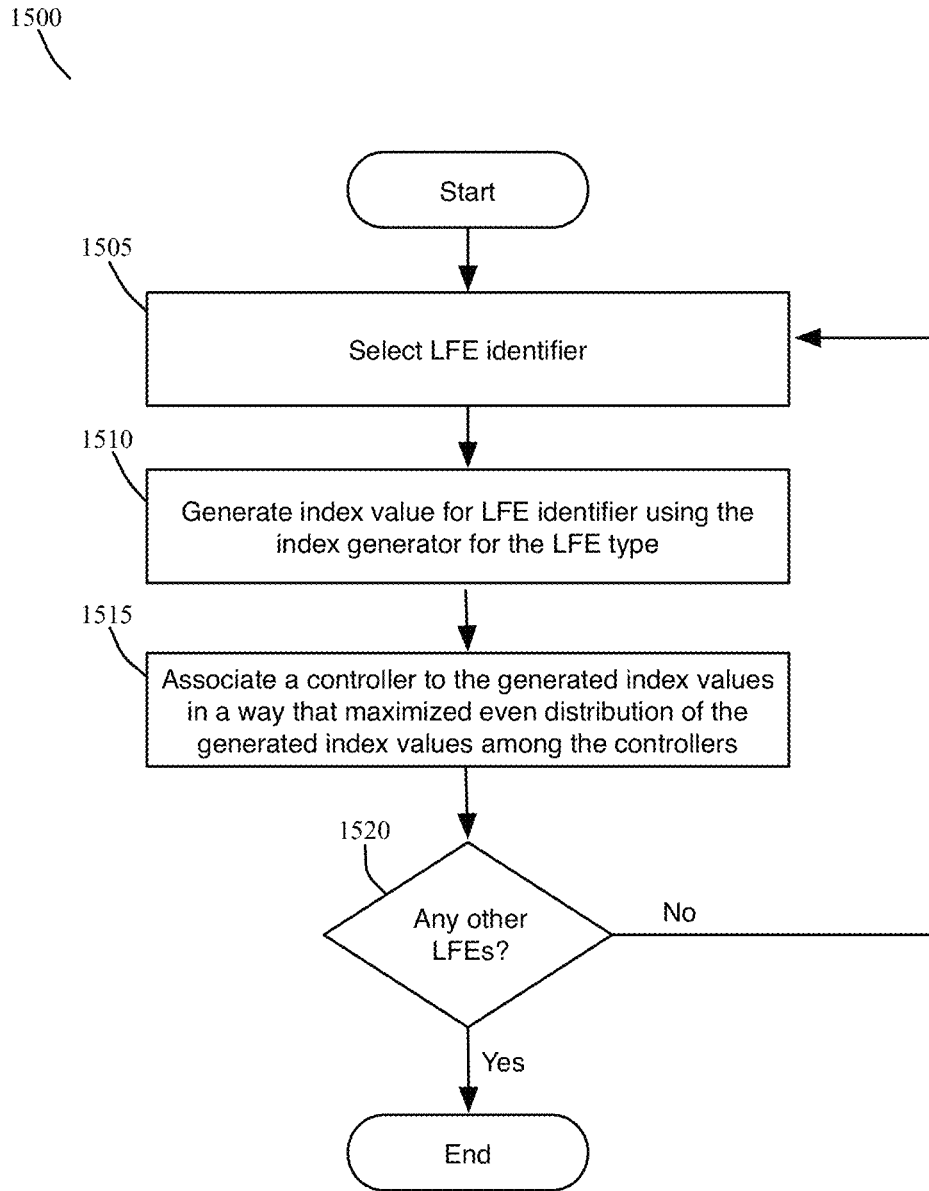 1500
Start
1505
Select LFE identifier
1510
Generate index value for LFE identifier using the
index generator for the LFE type
1515
Associate a controller to the generated index values
in a way that maximized even distribution of the
generated index values among the controllers
1520
Any other
LFEs?
No
Yes
End